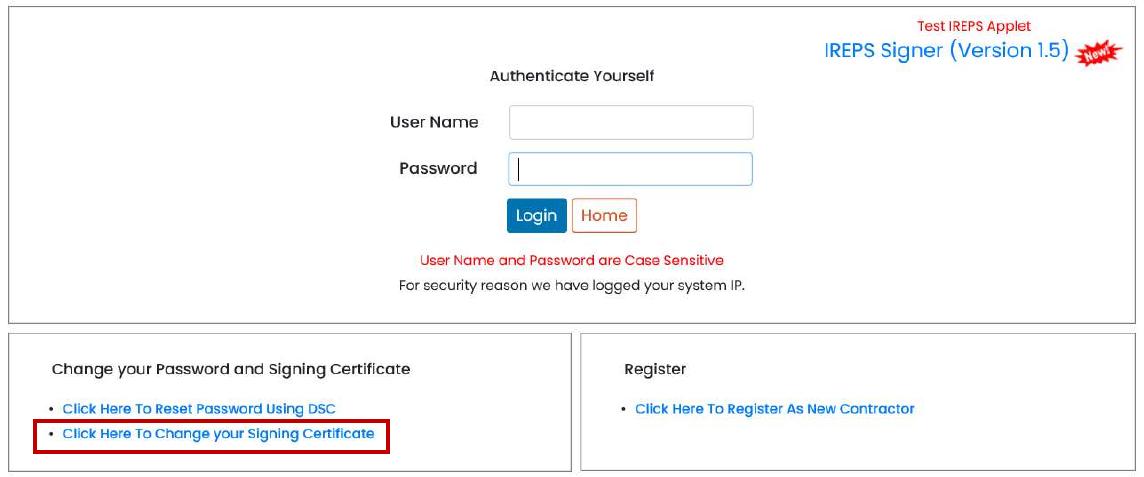 Test IREPS Applet
IREPS Signer (Version 1.5) New!
Authenticate Yourself
User Name
Password
Login Home
User Name and Password are Case Sensitive
For security reason we have logged your system IP.
Change your Password and Signing Certificate
• Click Here To Reset Password Using DSC
• Click Here To Change your Signing Certificate
Register
• Click Here To Register As New Contractor